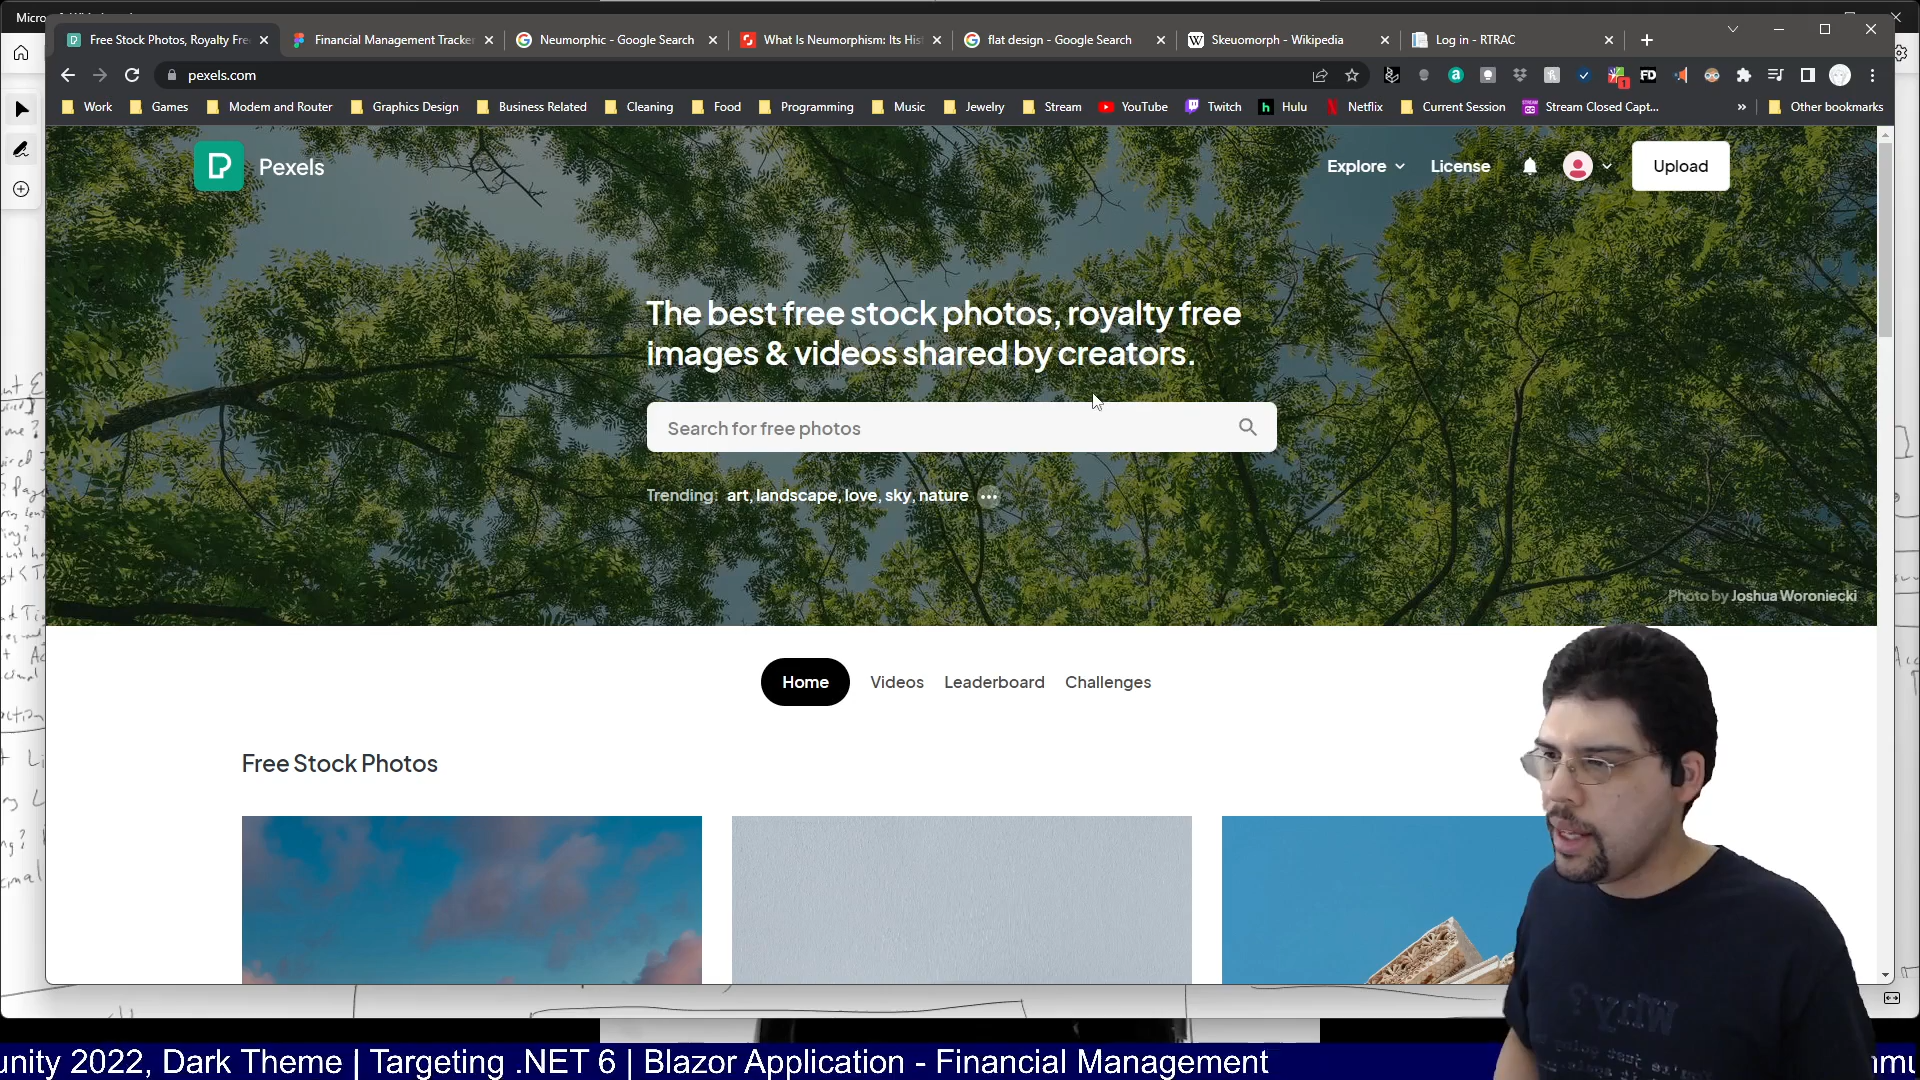 Micro
Free Stock Photos, Royalty Fre
Financial Management Tracke
Neumorphic - Google Search
What Is Neumorphism: Its Hist
flat design - Google Search
Skeuomorph - Wikipedia
Log in - RTRAC
pexels.com
Work
Games
Modem and Router
Graphics Design
Business Related
Cleaning
Food
Programming
Music
Jewelry
Stream
YouTube
Twitch
Hulu
Netflix
Current Session
Stream Closed Capt...
Other bookmarks
Pexels
Explore
License
Upload
The best free stock photos, royalty free
images & videos shared by creators.
Search for free photos
Trending: art, landscape, love, sky, nature
Photo by Joshua Woroniecki
Home
Videos
Leaderboard
Challenges
Free Stock Photos
unity 2022, Dark Theme | Targeting .NET 6 | Blazor Application - Financial Management